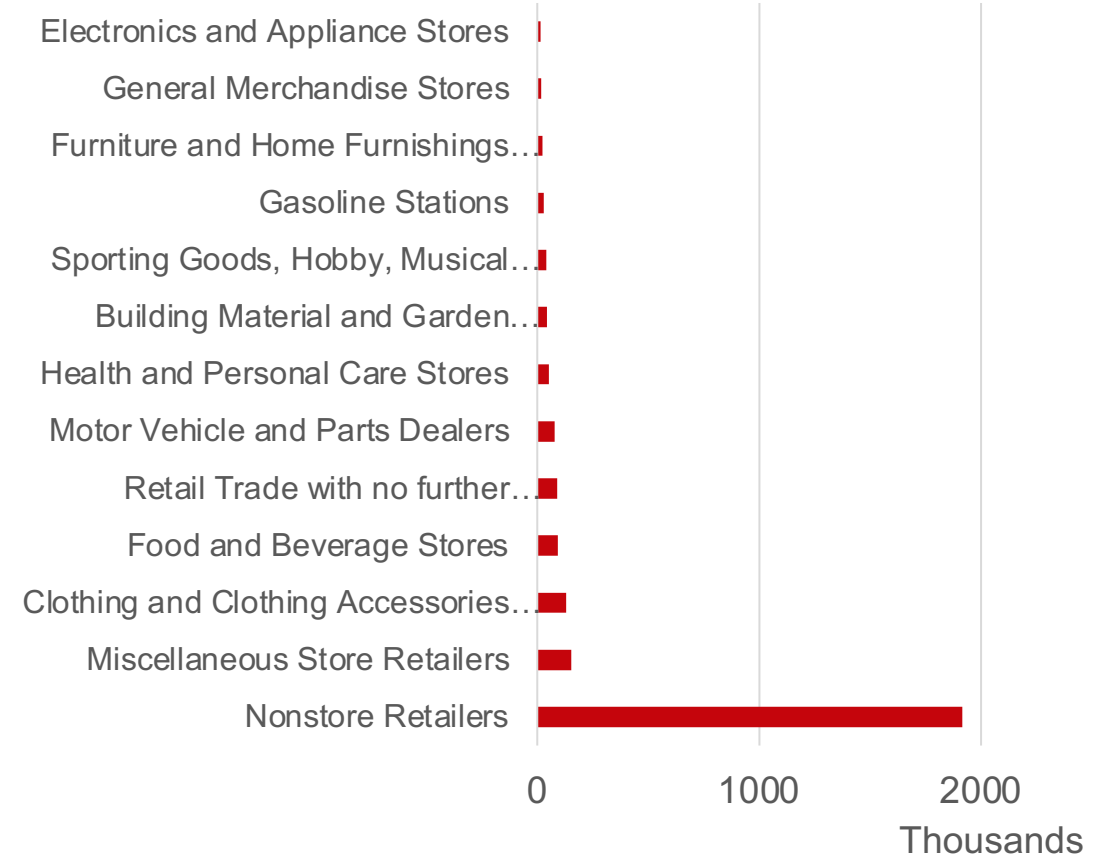 Electronics and Appliance Stores
General Merchandise Stores
Furniture and Home Furnishings…
Gasoline Stations
Sporting Goods, Hobby, Musical…
Building Material and Garden…
Health and Personal Care Stores
Motor Vehicle and Parts Dealers
Retail Trade with no further…
Food and Beverage Stores
Clothing and Clothing Accessories…
Miscellaneous Store Retailers
Nonstore Retailers
0 1000 2000
Thousands